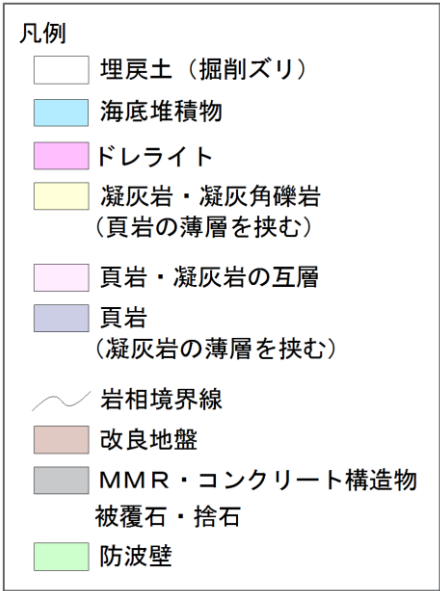 凡例
埋戻土（掘削ズリ）
海底堆積物
ドレライト
凝灰岩・凝灰角礫岩
(頁岩の薄層を挟む)
頁岩・凝灰岩の互層
頁岩
(凝灰岩の薄層を挟む)
岩相境界線
改良地盤
ＭＭＲ・コンクリート構造物
被覆石・捨石
防波壁